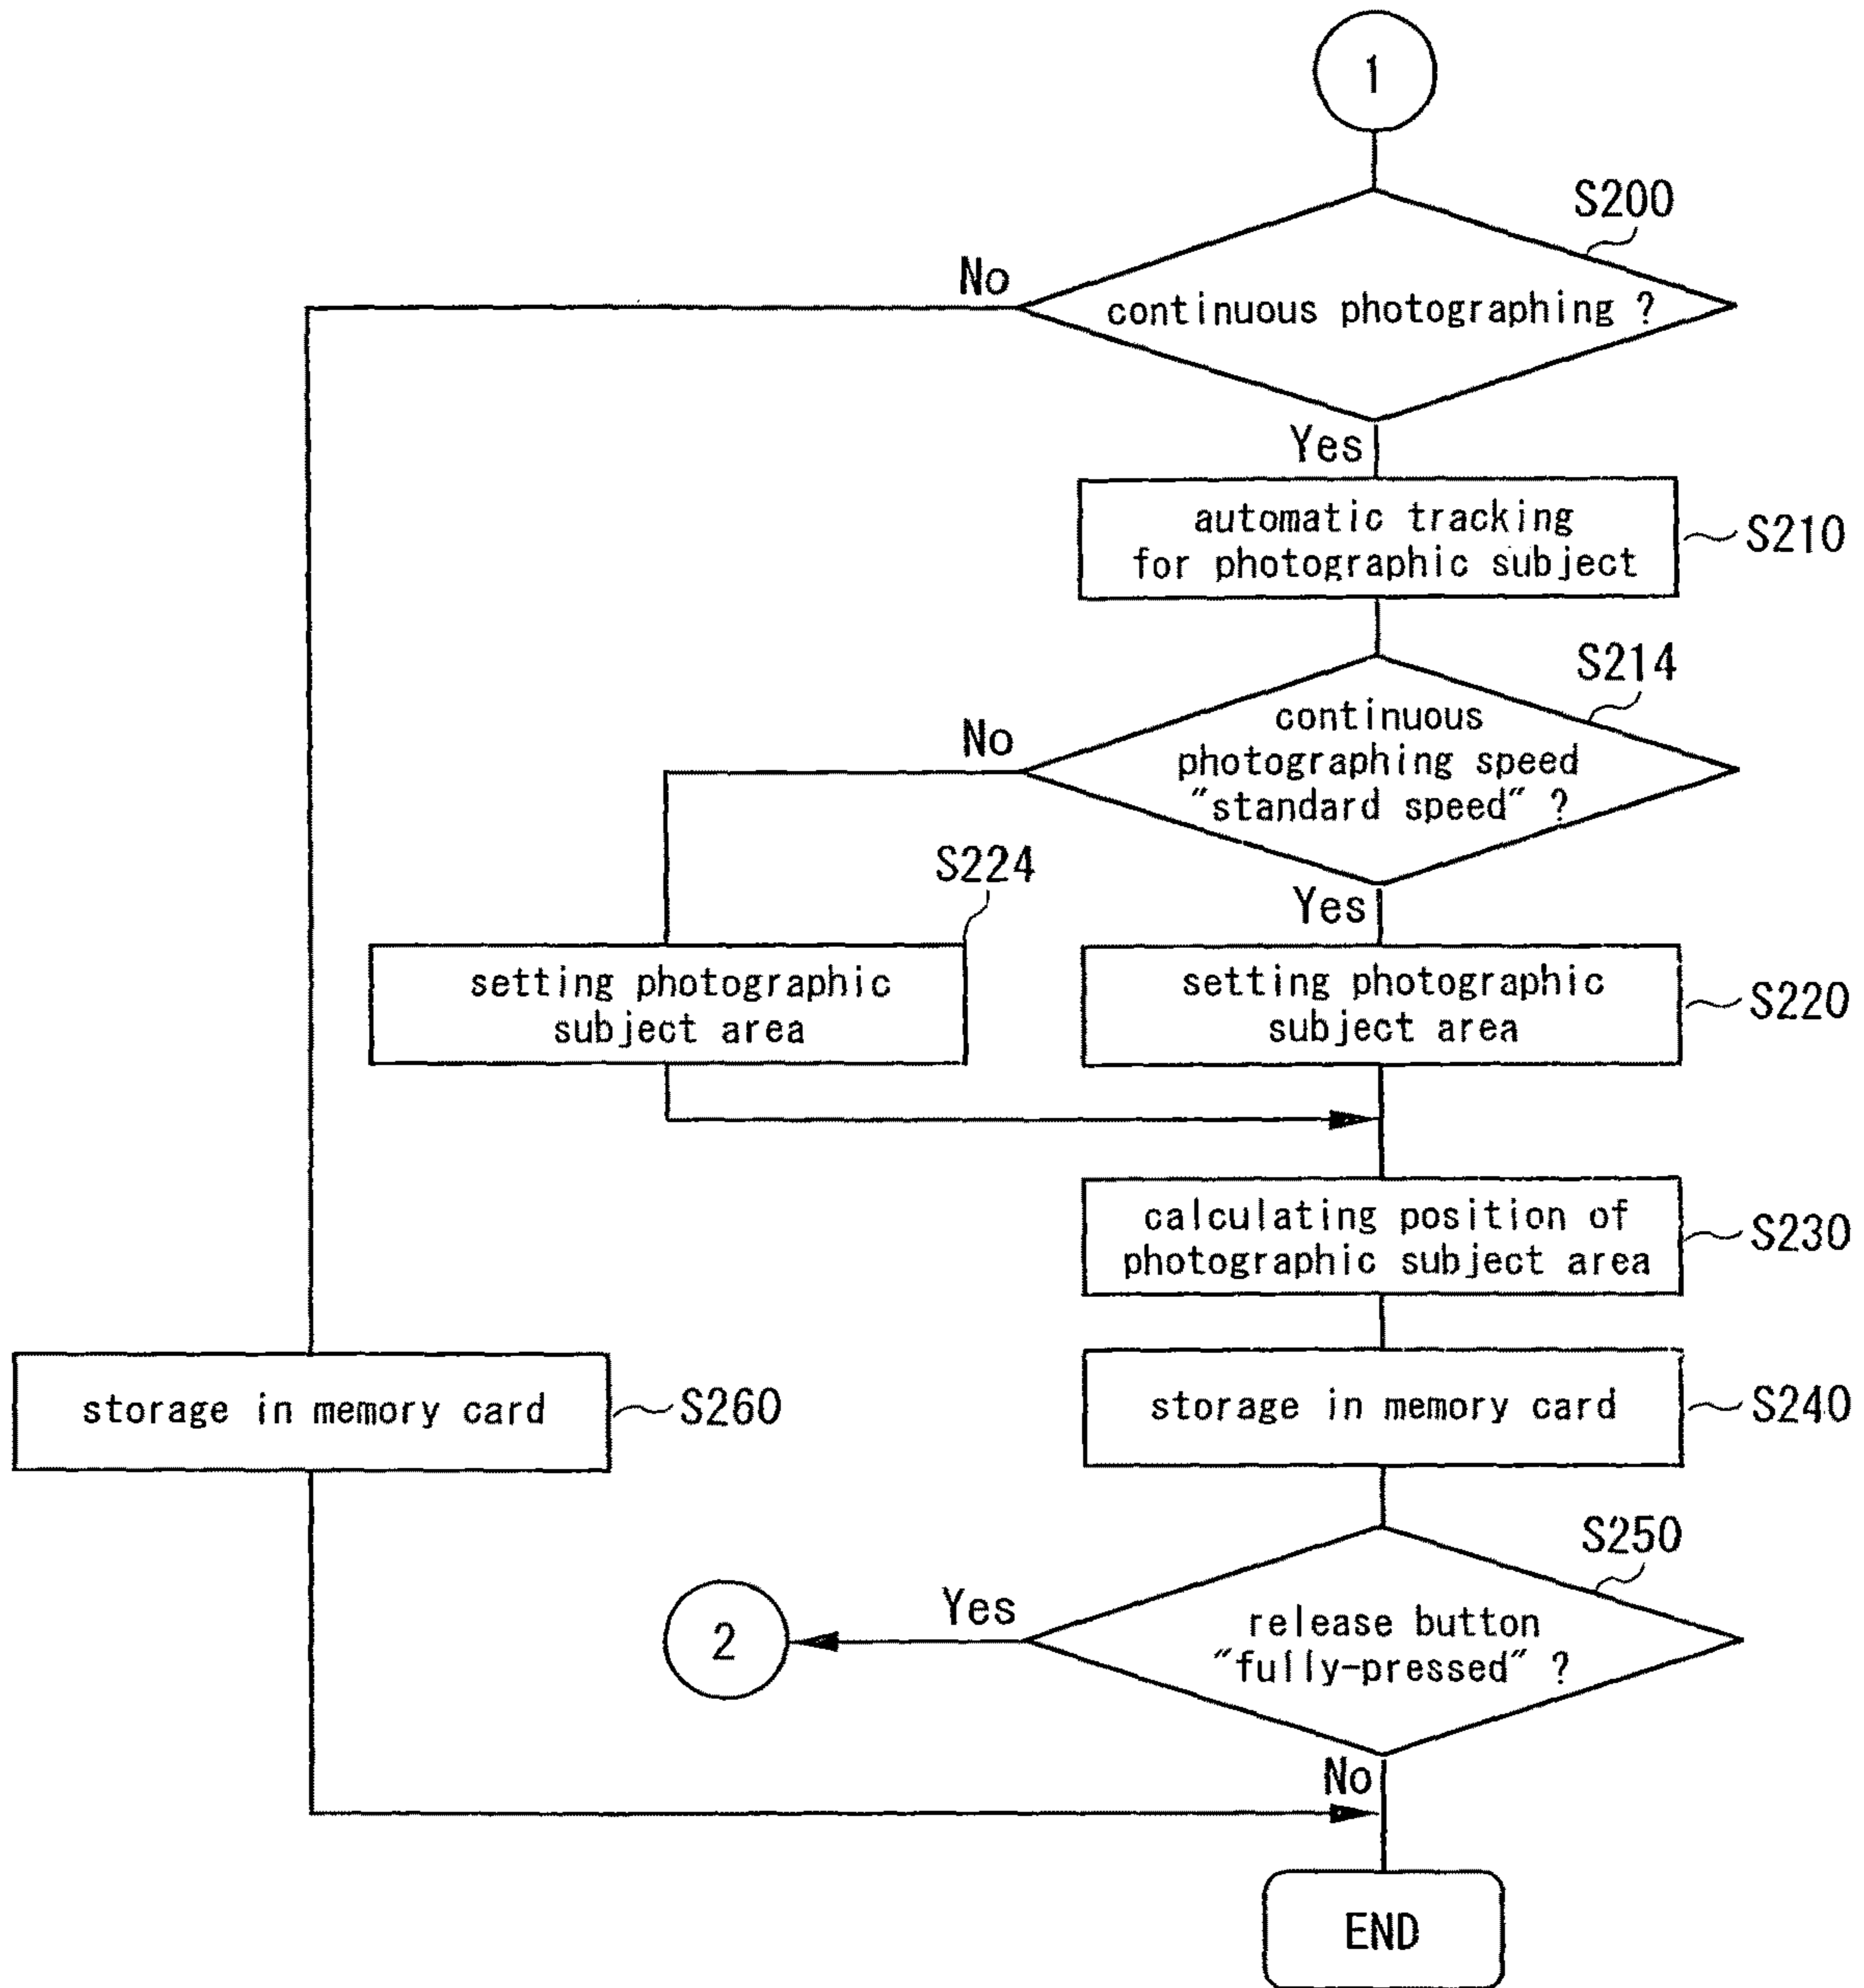 1
S200
No
continuous photographing ?
Yes
automatic tracking
for photographic subject
S210
S214
No
continuous
photographing speed
"standard speed" ?
S224
Yes
setting photographic
subject area
setting photographic
subject area
S220
calculating position of
photographic subject area
S230
storage in memory card
S260
storage in memory card
S240
S250
2
Yes
release button
"fully-pressed" ?
No
END